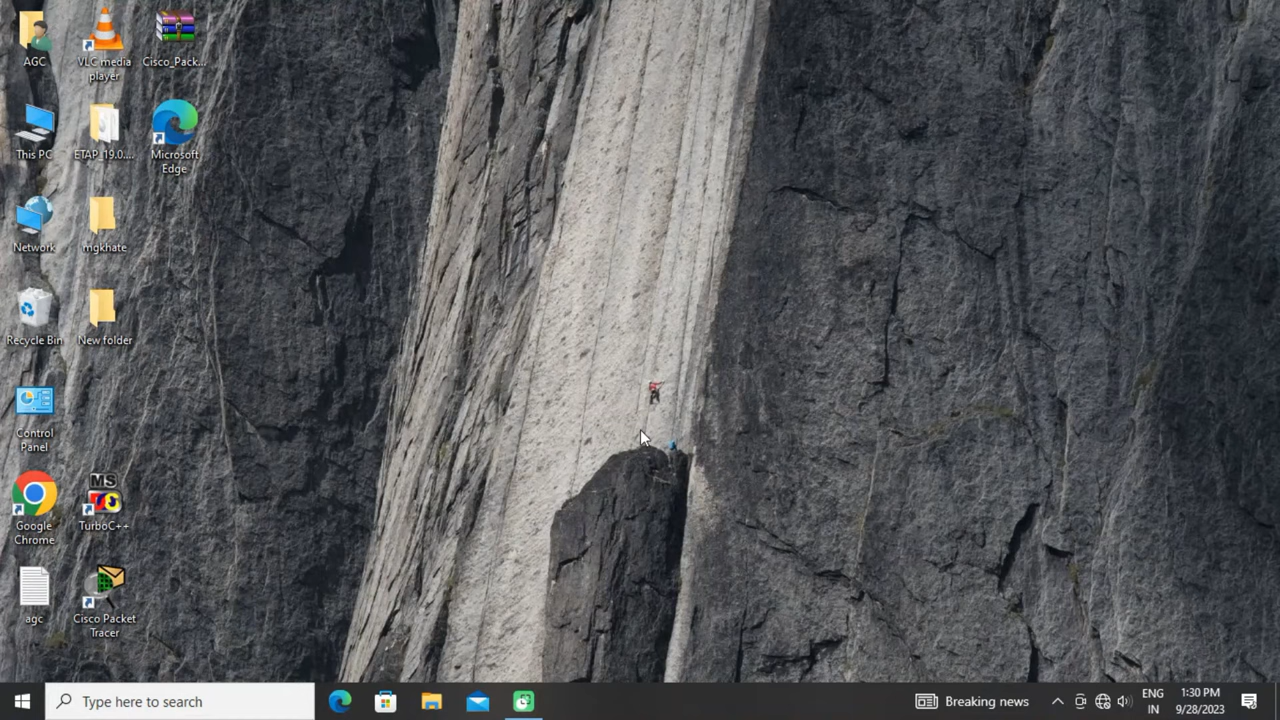 AGC
VLC media
player
Cisco_Pack...
This PC
ETAP_19.0....
Microsoft
Edge
Network
mgkhate
Recycle Bin
New folder
Control
Panel
Google
Chrome
MS
TurboC++
agc
Cisco Packet
Tracer
Type here to search
Breaking news
ENG
IN
1:30 PM
9/28/2023